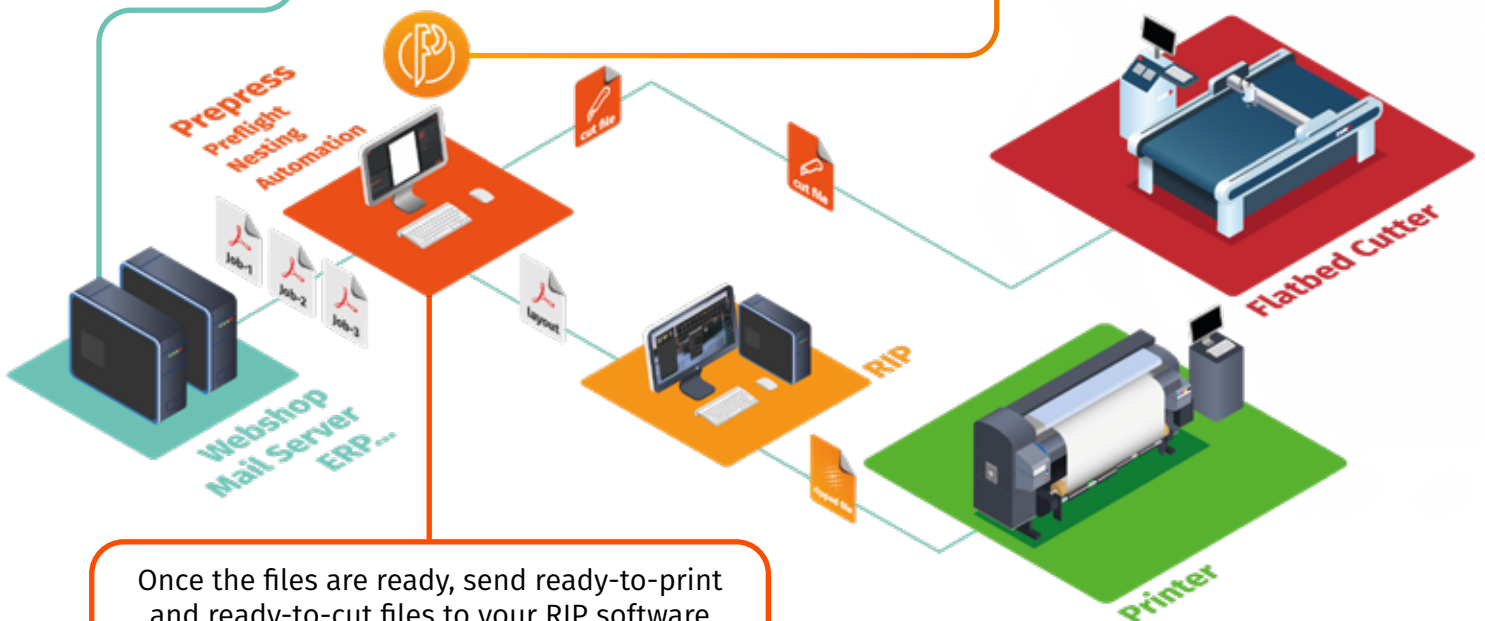 Prepress
Preflight
Nesting
Automation
cut file
cut file
Job-1
Job-2
Job-3
layout
Webshop
Mail Server
ERP...
RIP
ripped file
Flatbed Cutter
Printer
Once the files are ready, send ready-to-print
and ready-to-cut files to your RIP software